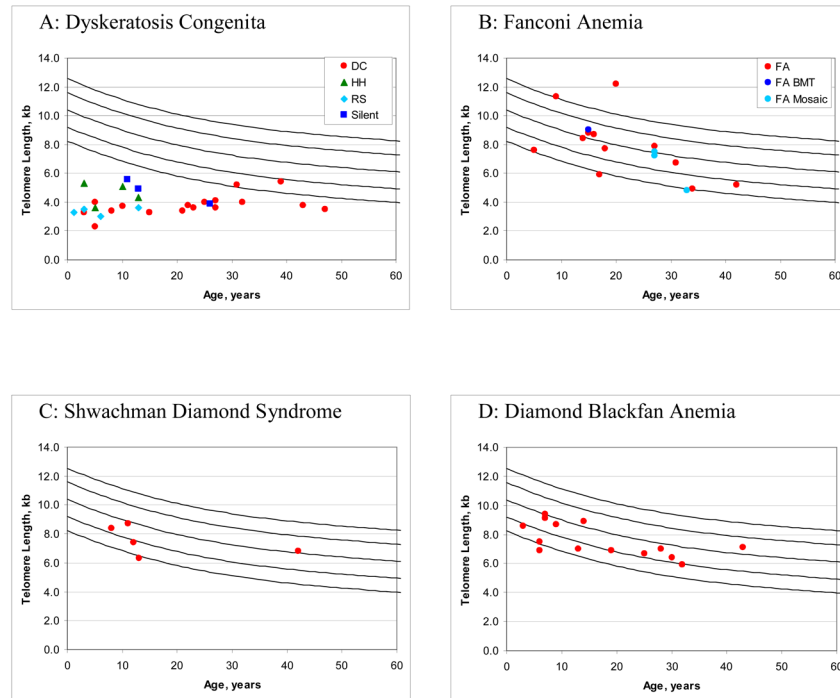 A: Dyskeratosis Congenita
14.0
12.0
10.0
8.0
6.0
4.0
2.0
0.0
Telomere Length, kb
0 10 20 30 40 50 60
Age, years
DC
HH
RS
Silent
B: Fanconi Anemia
14.0
12.0
10.0
8.0
6.0
4.0
2.0
0.0
Telomere Length, kb
0 10 20 30 40 50 60
Age, years
FA
FA BMT
FA Mosaic
C: Shwachman Diamond Syndrome
14.0
12.0
10.0
8.0
6.0
4.0
2.0
0.0
Telomere Length, kb
0 10 20 30 40 50 60
Age, years
D: Diamond Blackfan Anemia
14.0
12.0
10.0
8.0
6.0
4.0
2.0
0.0
Telomere Length, kb
0 10 20 30 40 50 60
Age, years